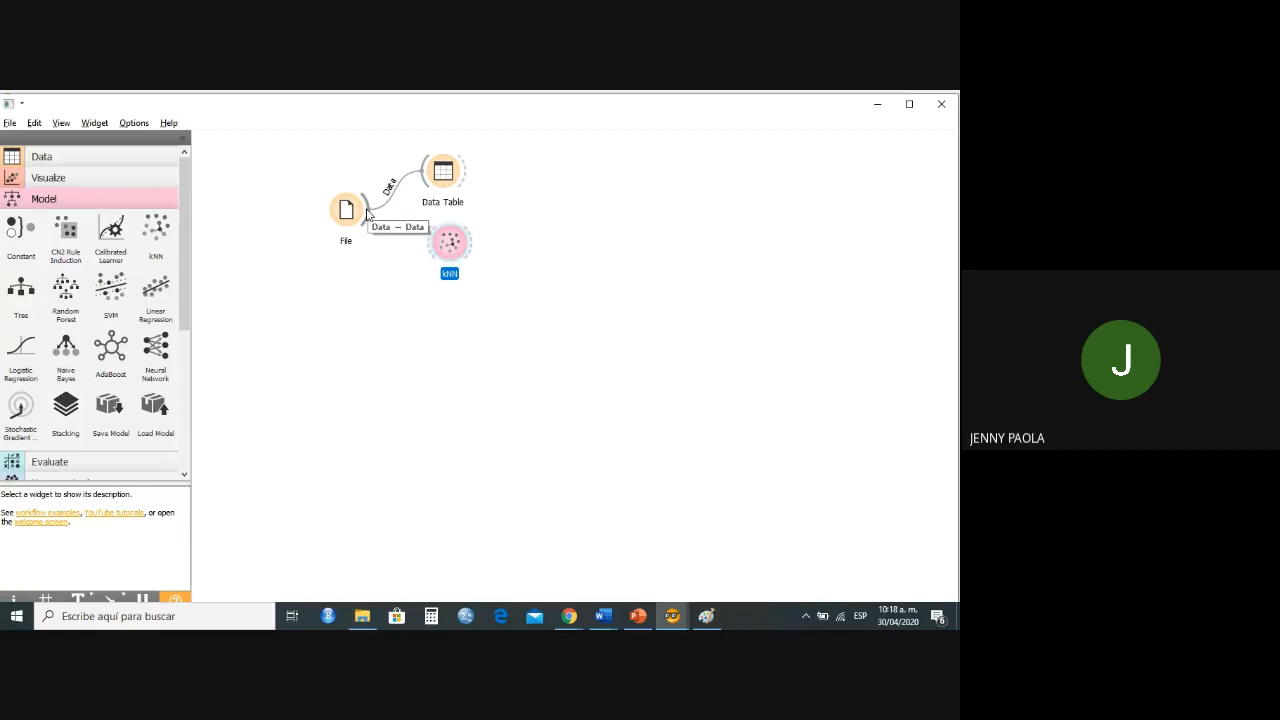 File Edit View Widget Options Help
Data
Visualize
Model
Constant
CN2 Rule Induction
Calibrated Learner
kNN
Tree
Random Forest
SVM
Linear Regression
Logistic Regression
Naive Bayes
AdaBoost
Neural Network
Stochastic Gradient ...
Stacking
Save Model
Load Model
Evaluate
Select a widget to show its description.
See workflow examples, YouTube tutorials, or open
the welcome screen.
Data
Data Table
File
Data → Data
kNN
Escribe aquí para buscar
ESP
10:18 a. m.
30/04/2020
6
J
JENNY PAOLA